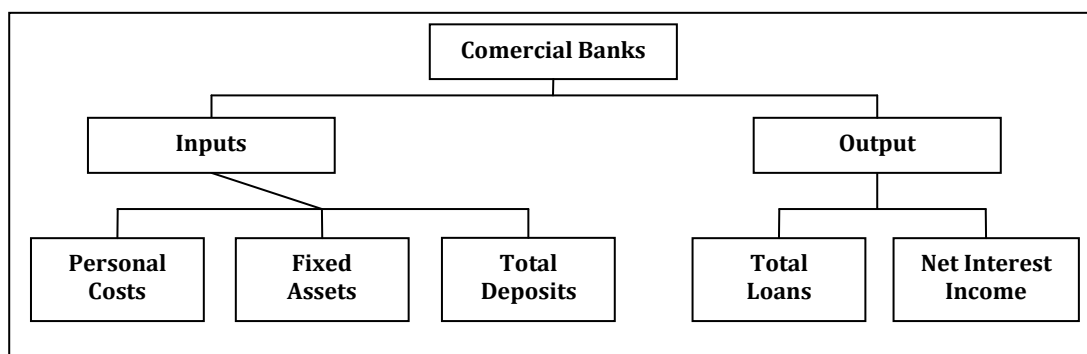 Comercial Banks
Inputs
Output
Personal
Costs
Fixed
Assets
Total
Deposits
Total
Loans
Net Interest
Income